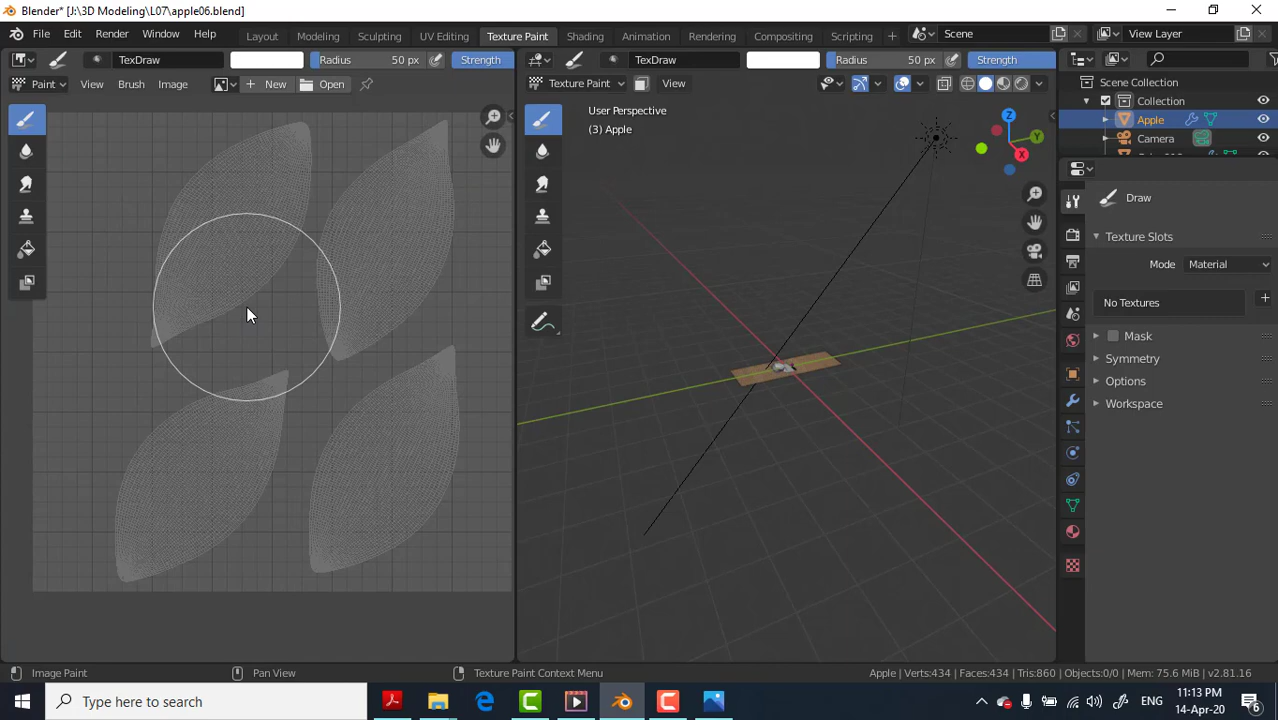 Blender* [J:\3D Modeling\L07\apple06.blend]
File Edit Render Window Help Layout Modeling Sculpting UV Editing Texture Paint Shading Animation Rendering Compositing Scripting Scene View Layer
TexDraw Radius 50 px Strength
TexDraw Radius 50 px Strength
Paint View Brush Image New Open
Texture Paint View
User Perspective
(3) Apple
Z
Y
X
Scene Collection
Collection
Apple
Camera
Draw
Texture Slots
Mode Material
No Textures
Mask
Symmetry
Options
Workspace
Image Paint Pan View Texture Paint Context Menu Apple | Verts:434 | Faces:434 | Tris:860 | Objects:0/0 | Mem: 75.6 MiB | v2.81.16
Type here to search
ENG
11:13 PM
14-Apr-20
6